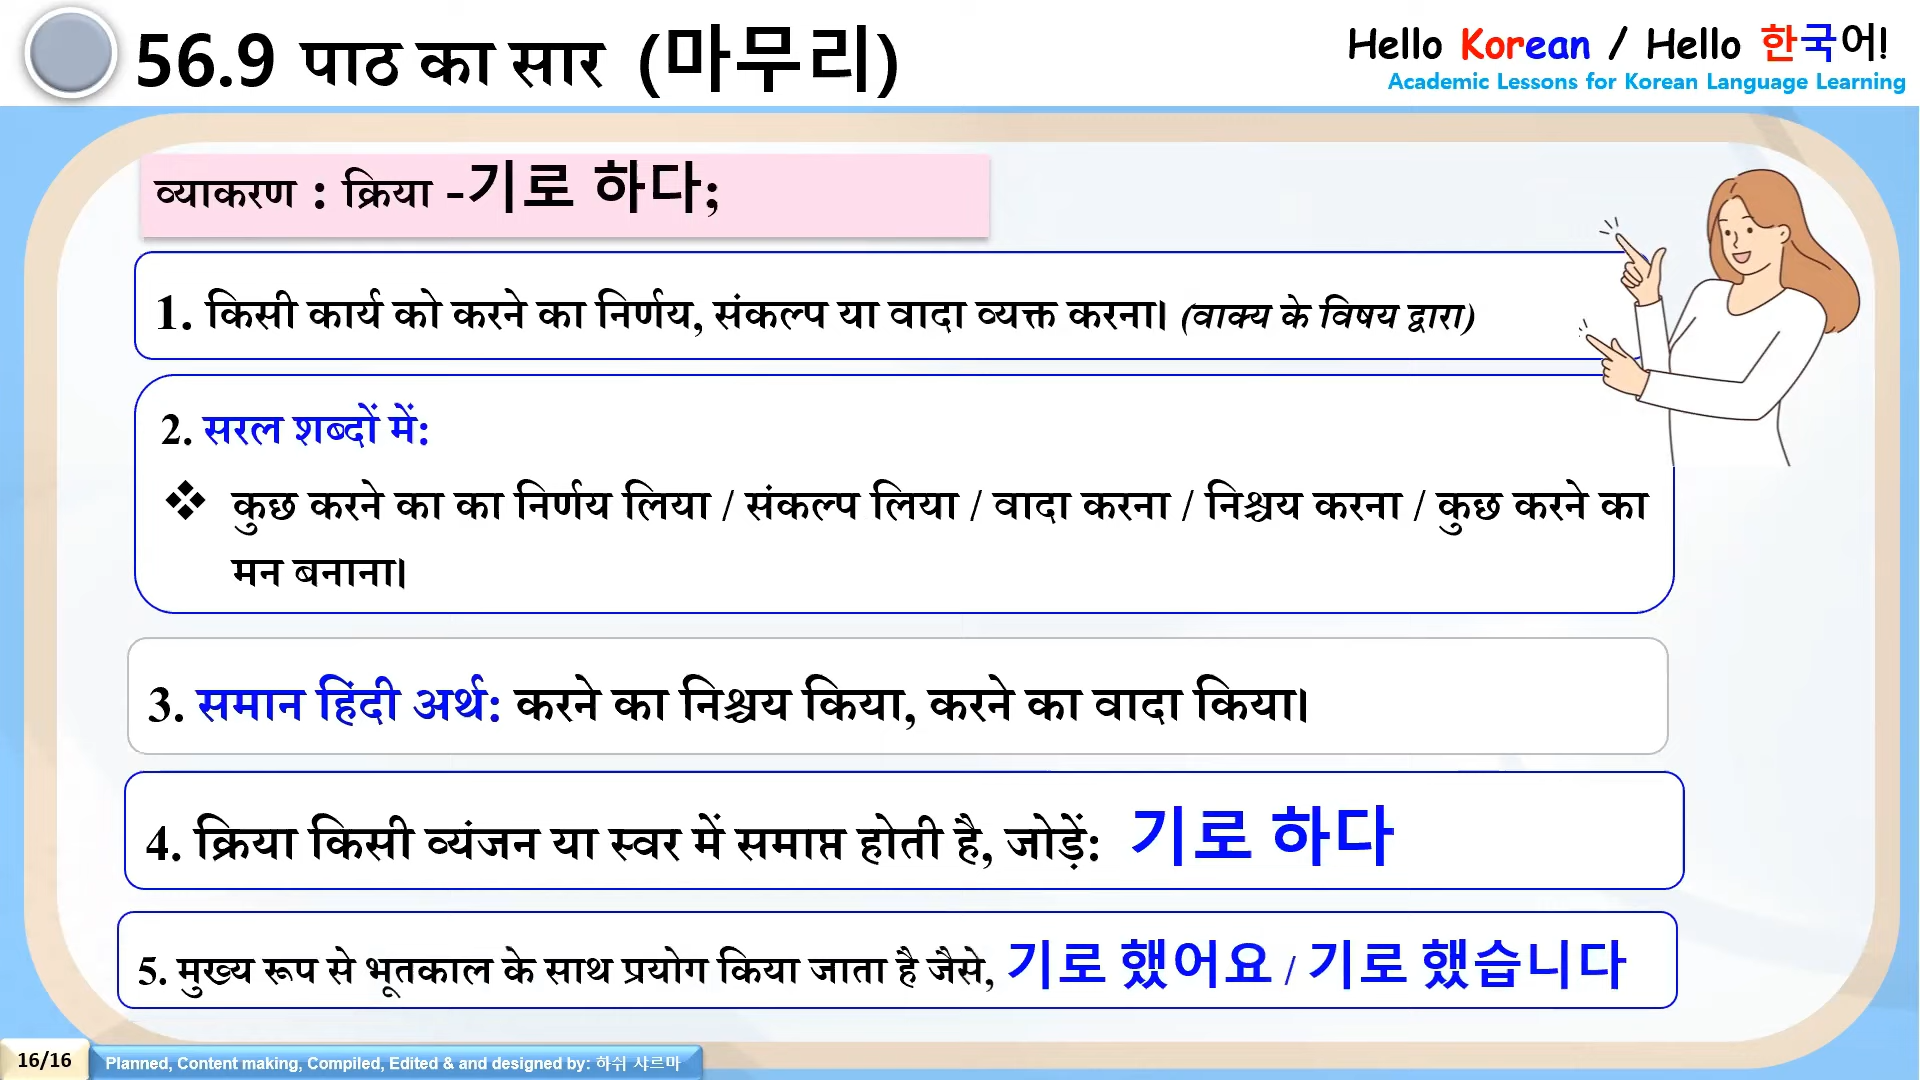 56.9 पाठ का सार (마무리)
Hello Korean / Hello 한국어!
Academic Lessons for Korean Language Learning
व्याकरण : क्रिया -기로 하다;
1. किसी कार्य को करने का निर्णय, संकल्प या वादा व्यक्त करना। (वाक्य के विषय द्वारा)
2. सरल शब्दों में:
❖ कुछ करने का का निर्णय लिया / संकल्प लिया / वादा करना / निश्चय करना / कुछ करने का
मन बनाना।
3. समान हिंदी अर्थ: करने का निश्चय किया, करने का वादा किया।
4. क्रिया किसी व्यंजन या स्वर में समाप्त होती है, जोड़ें: 기로 하다
5. मुख्य रूप से भूतकाल के साथ प्रयोग किया जाता है जैसे, 기로 했어요 / 기로 했습니다
16/16
Planned, Content making, Compiled, Edited & and designed by: 하쉬 샤르마